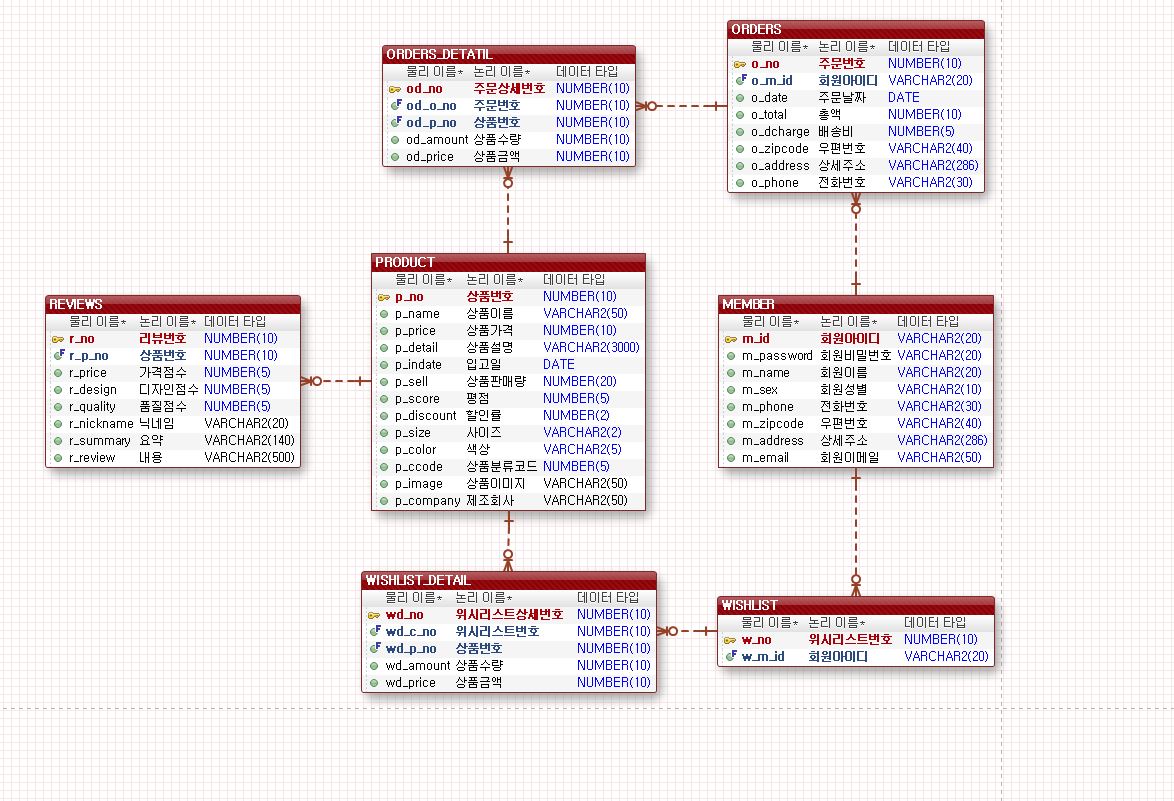 ORDERS_DETATIL
물리 이름* 논리 이름* 데이터 타입
od_no 주문상세번호 NUMBER(10)
od_o_no 주문번호 NUMBER(10)
od_p_no 상품번호 NUMBER(10)
od_amount 상품수량 NUMBER(10)
od_price 상품금액 NUMBER(10)
ORDERS
물리 이름* 논리 이름* 데이터 타입
o_no 주문번호 NUMBER(10)
o_m_id 회원아이디 VARCHAR2(20)
o_date 주문날짜 DATE
o_total 총액 NUMBER(10)
o_dcharge 배송비 NUMBER(5)
o_zipcode 우편번호 VARCHAR2(40)
o_address 상세주소 VARCHAR2(286)
o_phone 전화번호 VARCHAR2(30)
REVIEWS
물리 이름* 논리 이름* 데이터 타입
r_no 리뷰번호 NUMBER(10)
r_p_no 상품번호 NUMBER(10)
r_price 가격점수 NUMBER(5)
r_design 디자인점수 NUMBER(5)
r_quality 품질점수 NUMBER(5)
r_nickname 닉네임 VARCHAR2(20)
r_summary 요약 VARCHAR2(140)
r_review 내용 VARCHAR2(500)
PRODUCT
물리 이름* 논리 이름* 데이터 타입
p_no 상품번호 NUMBER(10)
p_name 상품이름 VARCHAR2(50)
p_price 상품가격 NUMBER(10)
p_detail 상품설명 VARCHAR2(3000)
p_indate 입고일 DATE
p_sell 상품판매량 NUMBER(20)
p_score 평점 NUMBER(5)
p_discount 할인률 NUMBER(2)
p_size 사이즈 VARCHAR2(2)
p_color 색상 VARCHAR2(5)
p_ccode 상품분류코드 NUMBER(5)
p_image 상품이미지 VARCHAR2(50)
p_company 제조회사 VARCHAR2(50)
MEMBER
물리 이름* 논리 이름* 데이터 타입
m_id 회원아이디 VARCHAR2(20)
m_password 회원비밀번호 VARCHAR2(20)
m_name 회원이름 VARCHAR2(20)
m_sex 회원성별 VARCHAR2(10)
m_phone 전화번호 VARCHAR2(30)
m_zipcode 우편번호 VARCHAR2(40)
m_address 상세주소 VARCHAR2(286)
m_email 회원이메일 VARCHAR2(50)
WISHLIST_DETAIL
물리 이름* 논리 이름* 데이터 타입
wd_no 위시리스트상세번호 NUMBER(10)
wd_c_no 위시리스트번호 NUMBER(10)
wd_p_no 상품번호 NUMBER(10)
wd_amount 상품수량 NUMBER(10)
wd_price 상품금액 NUMBER(10)
WISHLIST
물리 이름* 논리 이름* 데이터 타입
w_no 위시리스트번호 NUMBER(10)
w_m_id 회원아이디 VARCHAR2(20)